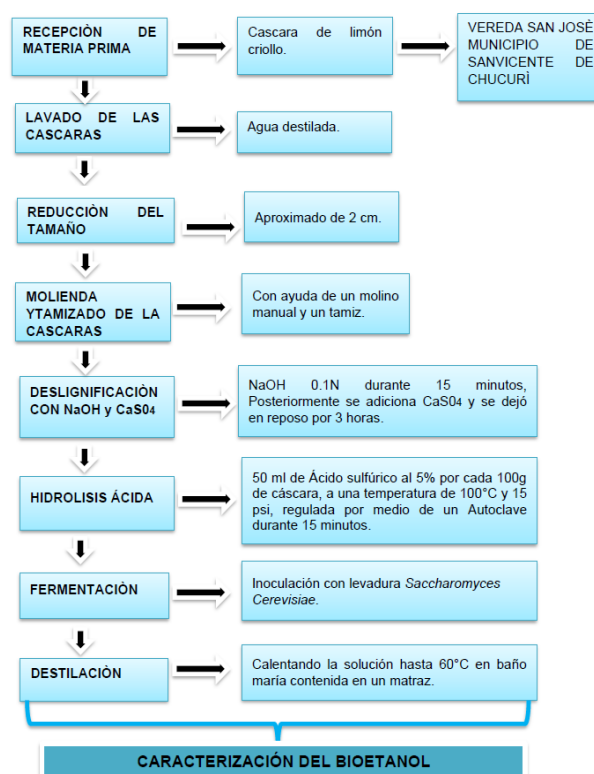 RECEPCIÓN DE
MATERIA PRIMA
Cascara de limón
criollo.
VEREDA SAN JOSÈ
MUNICIPIO DE
SANVICENTE DE
CHUCURÌ
LAVADO DE LAS
CASCARAS
Agua destilada.
REDUCCIÒN DEL
TAMAÑO
Aproximado de 2 cm.
MOLIENDA
YTAMIZADO DE LA
CASCARAS
Con ayuda de un molino
manual y un tamiz.
DESLIGNIFICACIÒN
CON NaOH y CaS04
NaOH 0.1N durante 15 minutos,
Posteriormente se adiciona CaS04 y se dejó
en reposo por 3 horas.
HIDROLISIS ÁCIDA
50 ml de Ácido sulfúrico al 5% por cada 100g
de cáscara, a una temperatura de 100°C y 15
psi, regulada por medio de un Autoclave
durante 15 minutos.
FERMENTACIÒN
Inoculación con levadura Saccharomyces
Cerevisiae.
DESTILACIÒN
Calentando la solución hasta 60°C en baño
maría contenida en un matraz.
CARACTERIZACIÓN DEL BIOETANOL